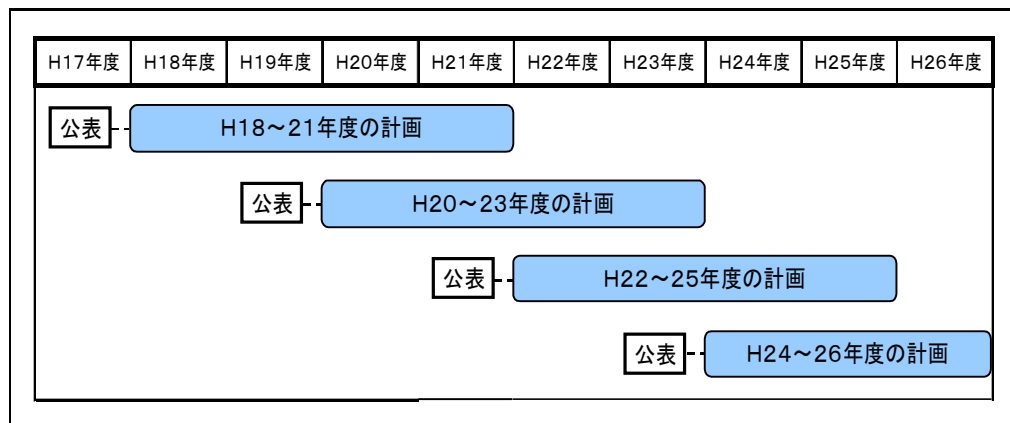 H17年度 H18年度 H19年度 H20年度 H21年度 H22年度 H23年度 H24年度 H25年度 H26年度
公表 H18～21年度の計画
公表 H20～23年度の計画
公表 H22～25年度の計画
公表 H24～26年度の計画